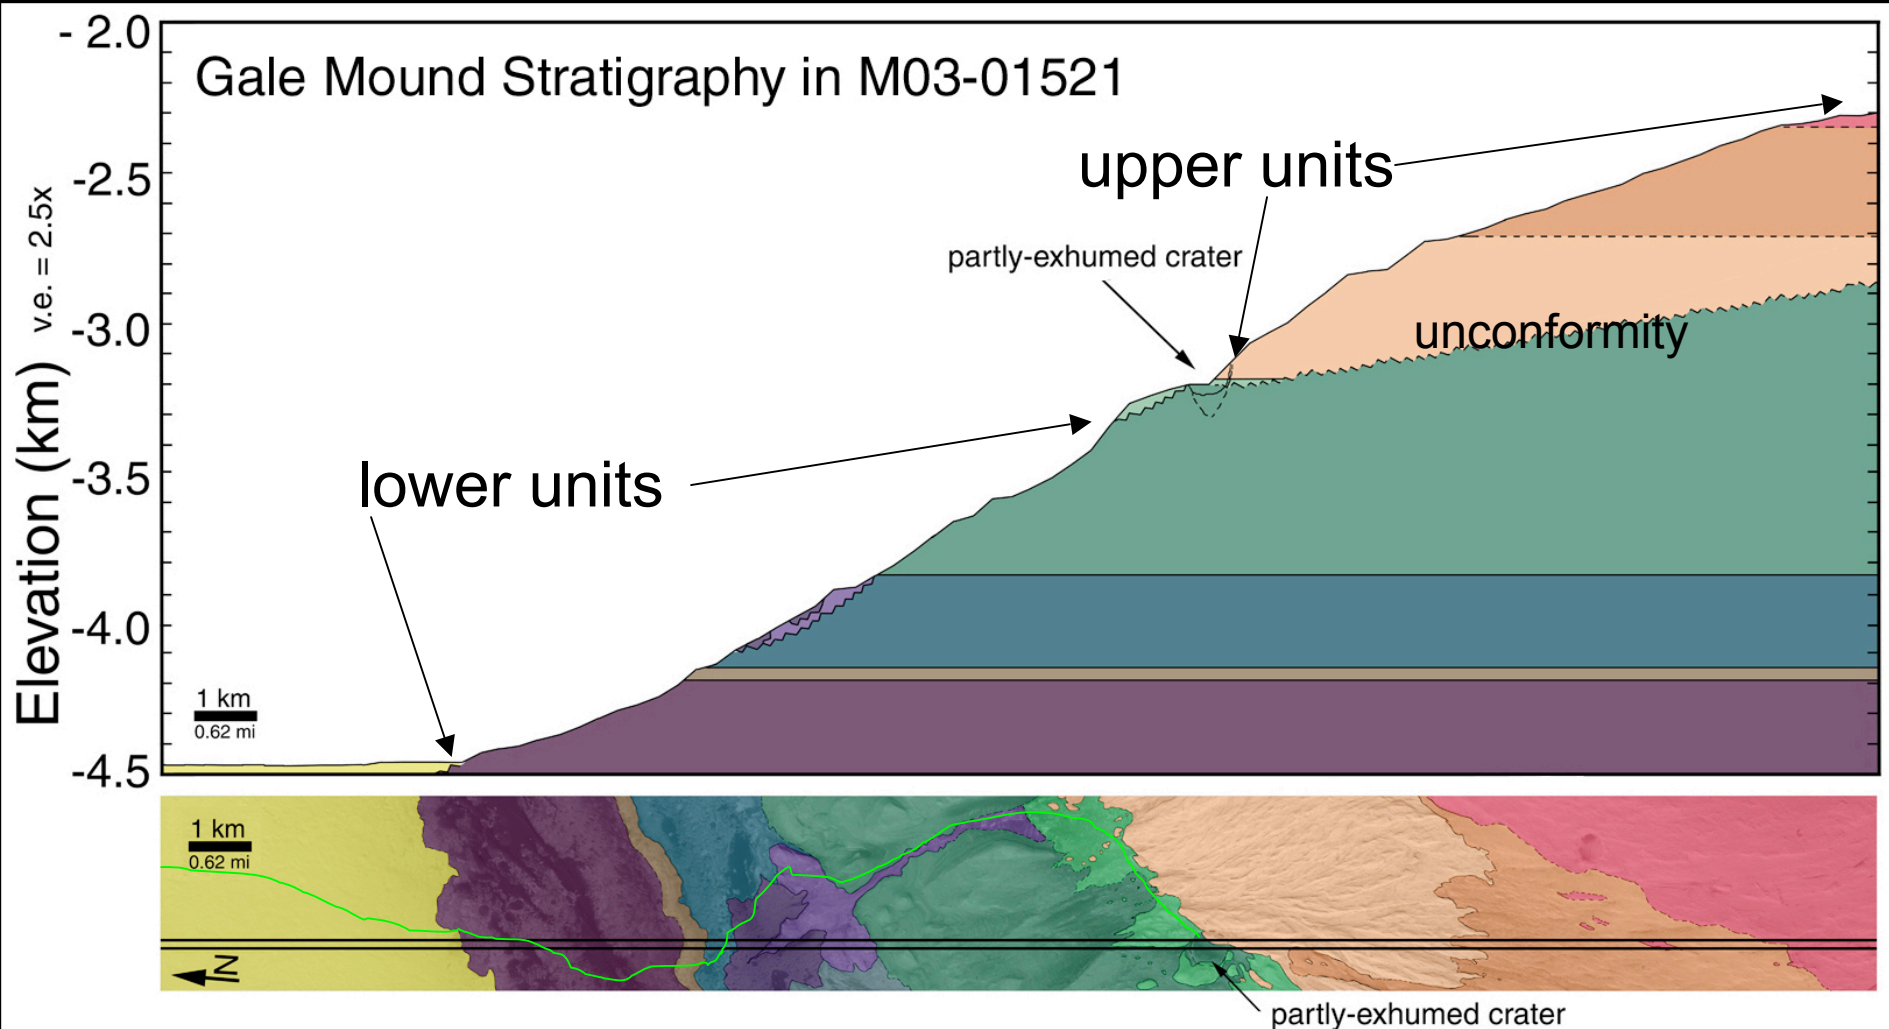 - 2.0
Gale Mound Stratigraphy in M03-01521
upper units
-2.5
v.e. = 2.5x
partly-exhumed crater
-3.0
unconformity
Elevation (km)
lower units
-3.5
-4.0
1 km
0.62 mi
-4.5
1 km
0.62 mi
N
partly-exhumed crater